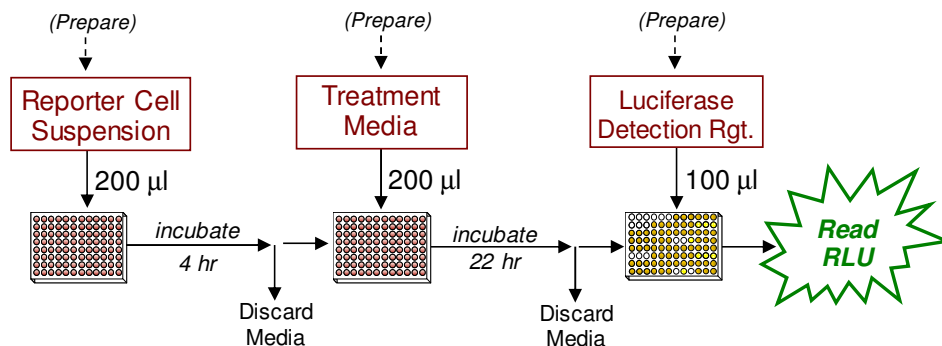 (Prepare)
(Prepare)
(Prepare)
Reporter Cell
Suspension
Treatment
Media
Luciferase
Detection Rgt.
200 µl
200 µl
100 µl
incubate
4 hr
incubate
22 hr
Read
RLU
Discard
Media
Discard
Media